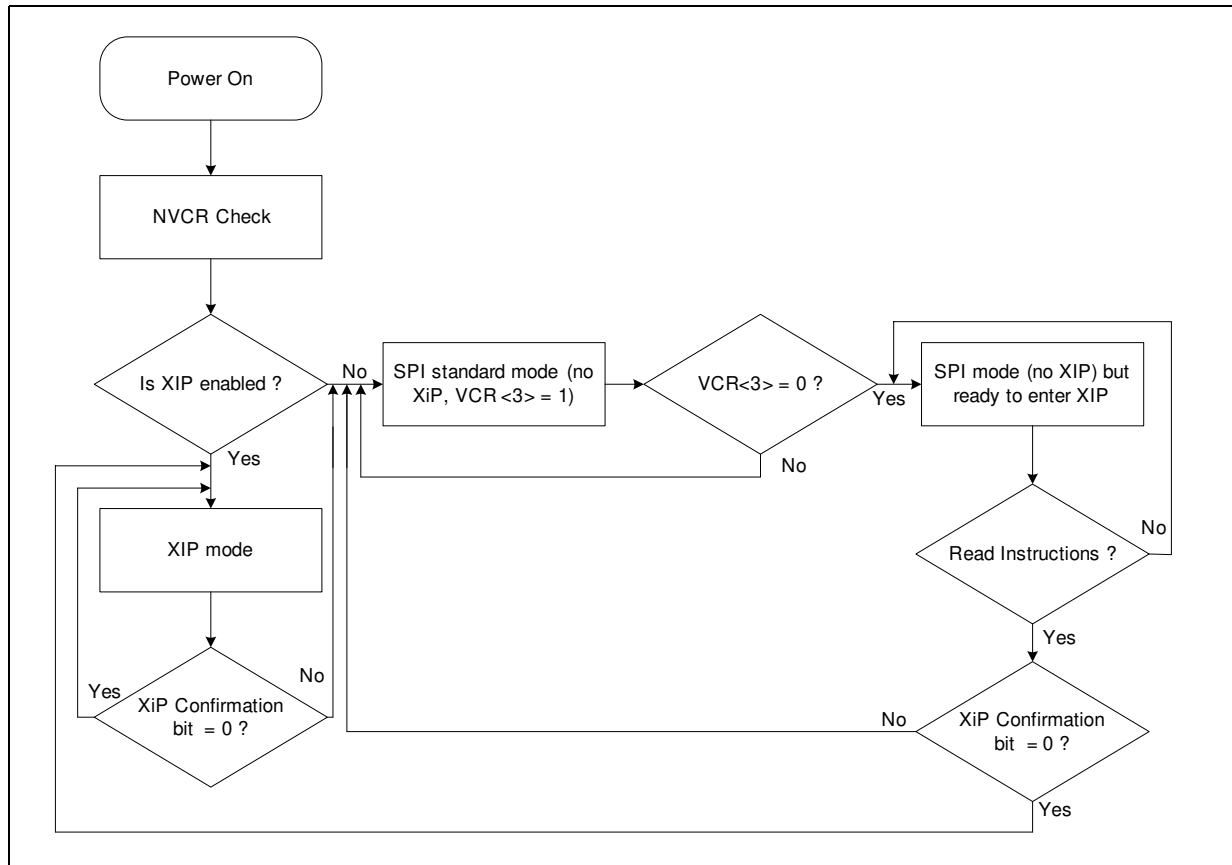 Power On
NVCR Check
Is XIP enabled ?
No
SPI standard mode (no
XiP, VCR <3> = 1)
VCR<3> = 0 ?
Yes
SPI mode (no XIP) but
ready to enter XIP
No
Yes
XIP mode
Read Instructions ?
No
Yes
Yes
XiP Confirmation
bit = 0 ?
No
No
XiP Confirmation
bit = 0 ?
Yes